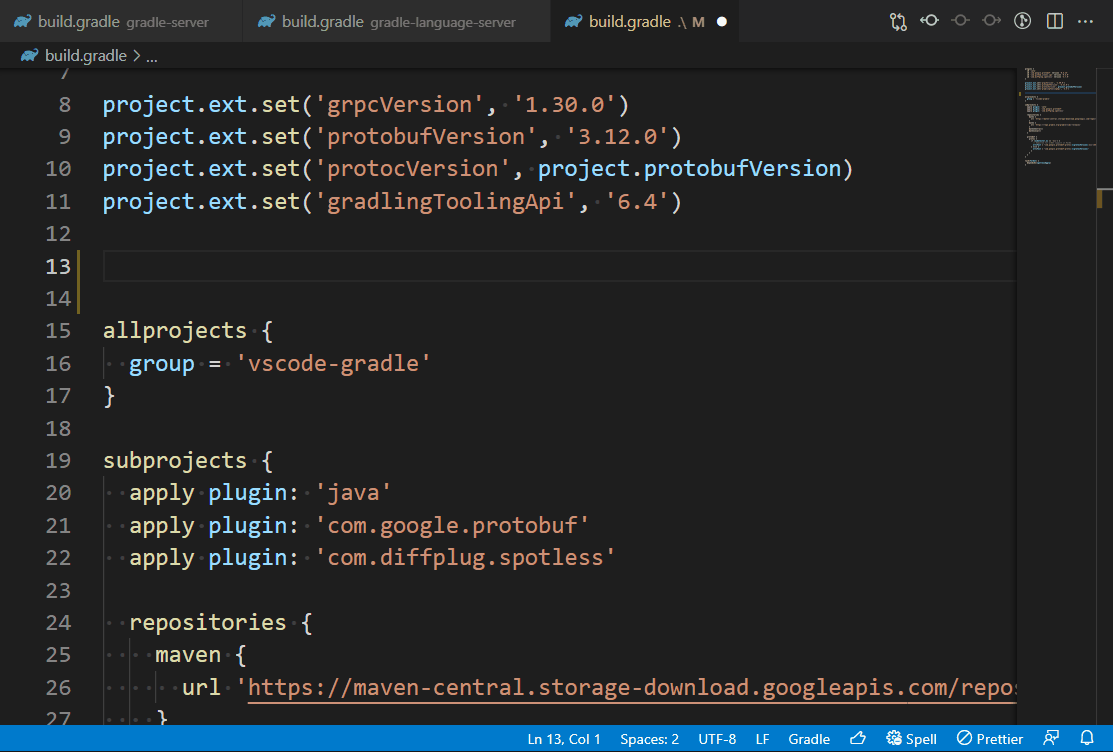 build.gradle gradle-server build.gradle gradle-language-server build.gradle .\ M
build.gradle > ...
7
8 project.ext.set('grpcVersion', '1.30.0')
9 project.ext.set('protobufVersion', '3.12.0')
10 project.ext.set('protocVersion', project.protobufVersion)
11 project.ext.set('gradlingToolingApi', '6.4')
12
13
14
15 allprojects {
16 group = 'vscode-gradle'
17 }
18
19 subprojects {
20 apply plugin: 'java'
21 apply plugin: 'com.google.protobuf'
22 apply plugin: 'com.diffplug.spotless'
23
24 repositories {
25 maven {
26 url 'https://maven-central.storage-download.googleapis.com/repos
27 }
Ln 13, Col 1 Spaces: 2 UTF-8 LF Gradle Spell Prettier